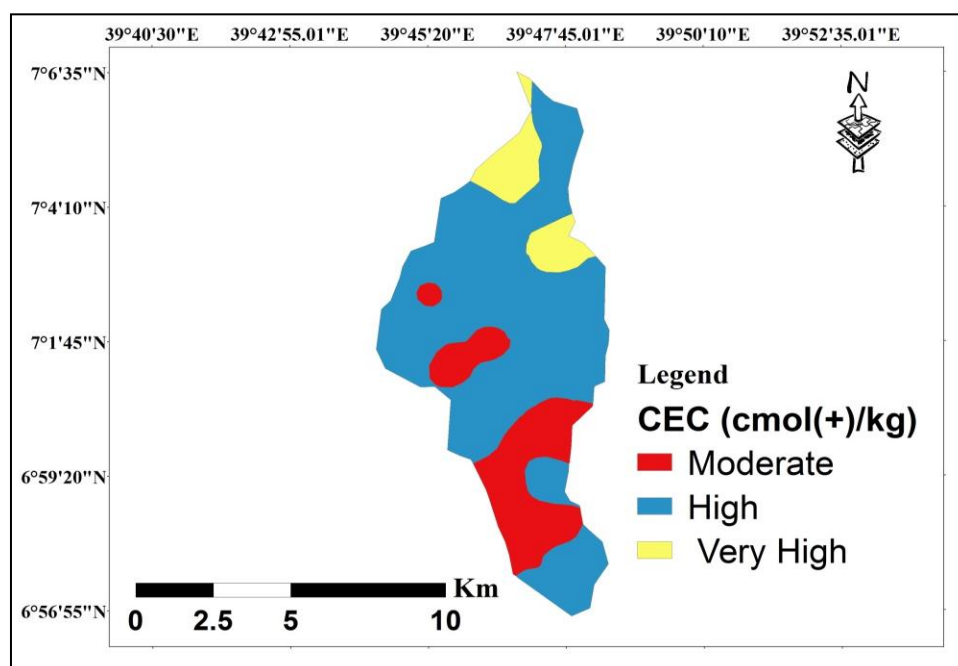 39°40'30"E 39°42'55.01"E 39°45'20"E 39°47'45.01"E 39°50'10"E 39°52'35.01"E
7°6'35"N
N
7°4'10"N
7°1'45"N
Legend
CEC (cmol(+)/kg)
Moderate
6°59'20"N
High
Very High
Km
6°56'55"N
0 2.5 5 10